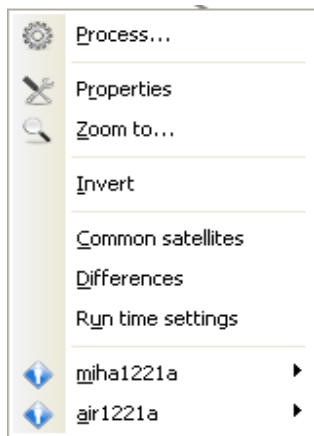 Process...
Properties
Zoom to...
Invert
Common satellites
Differences
Run time settings
miha1221a
air1221a